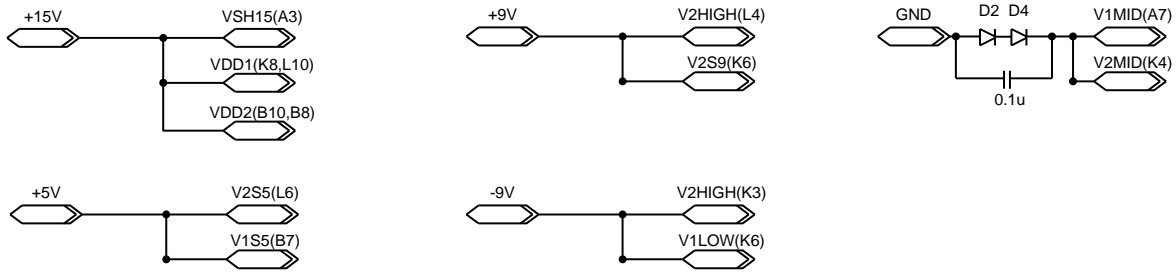 +15V
VSH15(A3)
VDD1(K8,L10)
VDD2(B10,B8)
+9V
V2HIGH(L4)
V2S9(K6)
GND
D2
D4
V1MID(A7)
V2MID(K4)
0.1u
+5V
V2S5(L6)
V1S5(B7)
-9V
V2HIGH(K3)
V1LOW(K6)